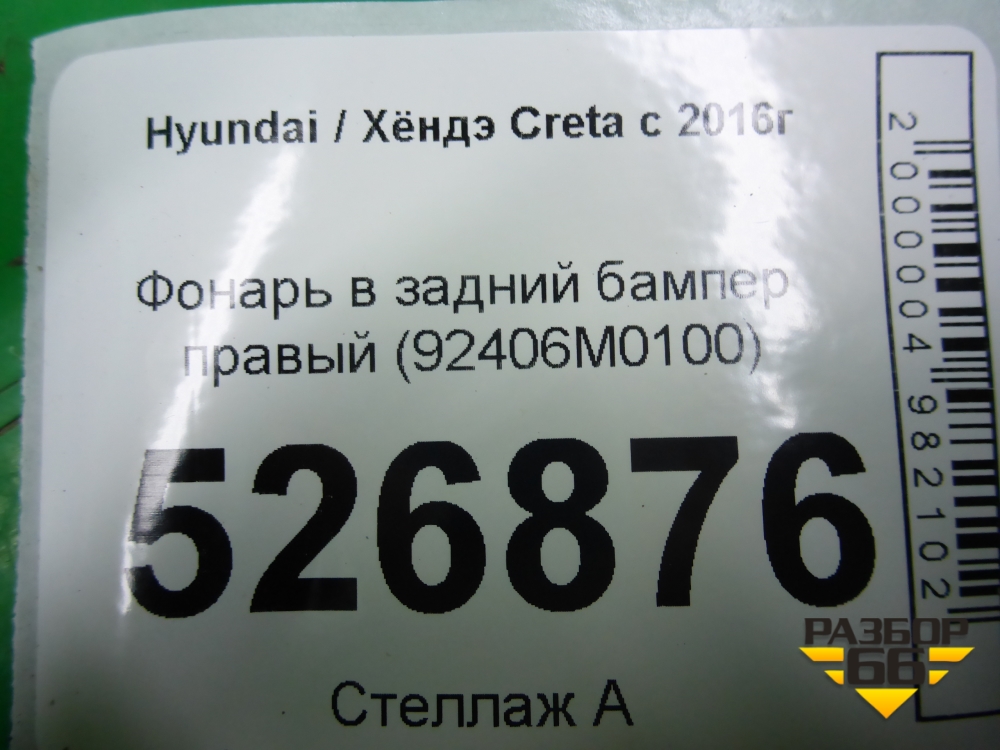 Hyundai / Хёндэ Creta с 2016г
Фонарь в задний бампер
правый (92406M0100)
526876
Стеллаж А
2000004982102
РАЗБОР
66